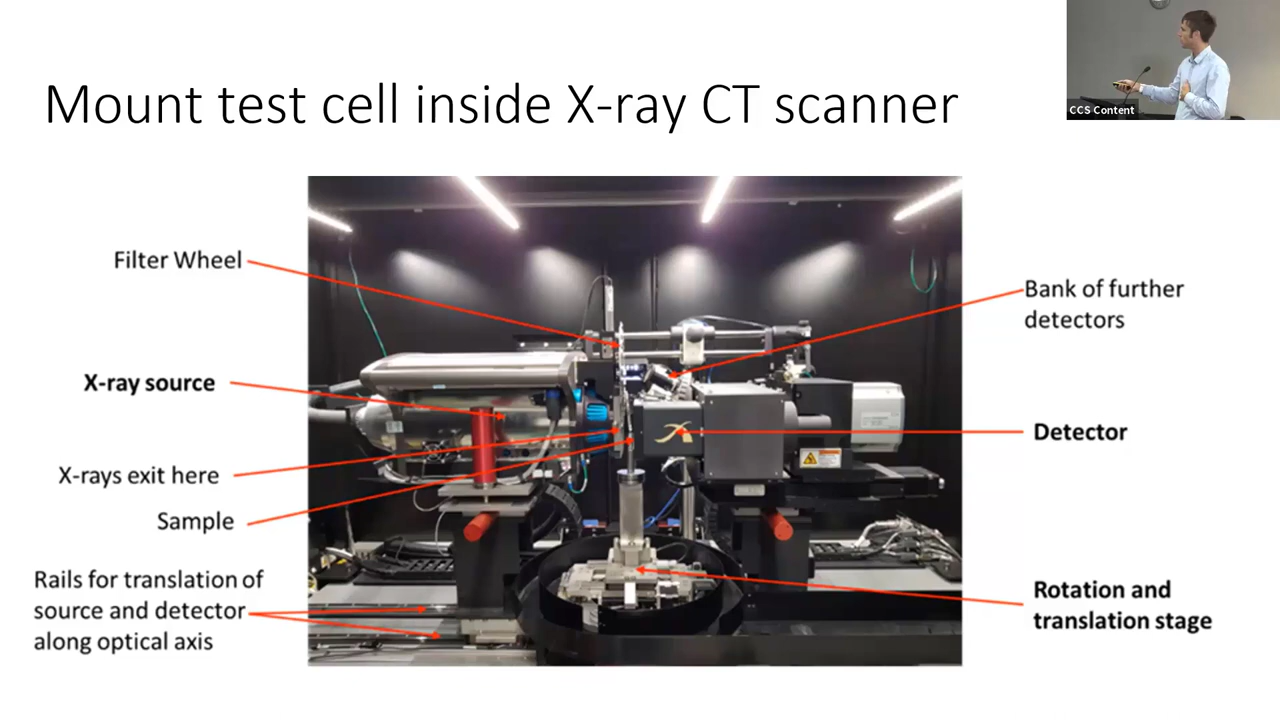 Mount test cell inside X-ray CT scanner
CCS Content
Filter Wheel
Bank of further
detectors
X-ray source
Detector
X-rays exit here
Sample
Rails for translation of
source and detector
along optical axis
Rotation and
translation stage